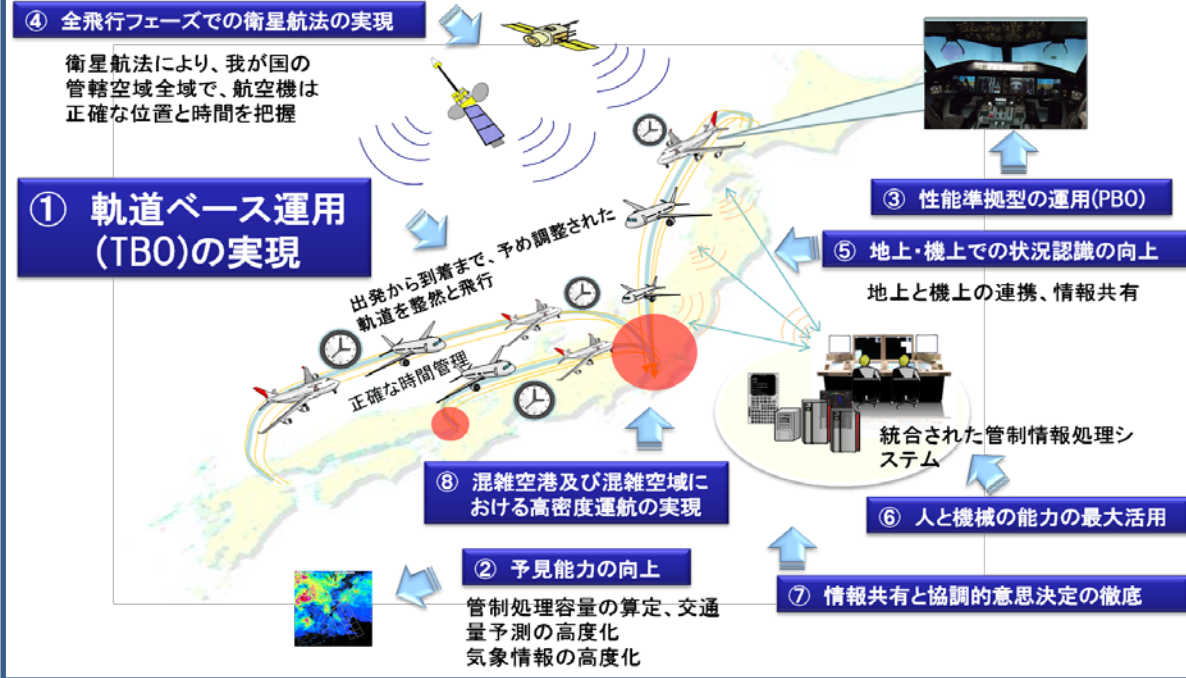 ④ 全飛行フェーズでの衛星航法の実現
衛星航法により、我が国の
管轄空域全域で、航空機は
正確な位置と時間を把握
① 軌道ベース運用
(TBO)の実現
出発から到着まで、予め調整された
軌道を整然と飛行
正確な時間管理
③ 性能準拠型の運用(PBO)
⑤ 地上・機上での状況認識の向上
地上と機上の連携、情報共有
統合された管制情報処理シ
ステム
⑧ 混雑空港及び混雑空域に
おける高密度運航の実現
⑥ 人と機械の能力の最大活用
② 予見能力の向上
管制処理容量の算定、交通
量予測の高度化
気象情報の高度化
⑦ 情報共有と協調的意思決定の徹底